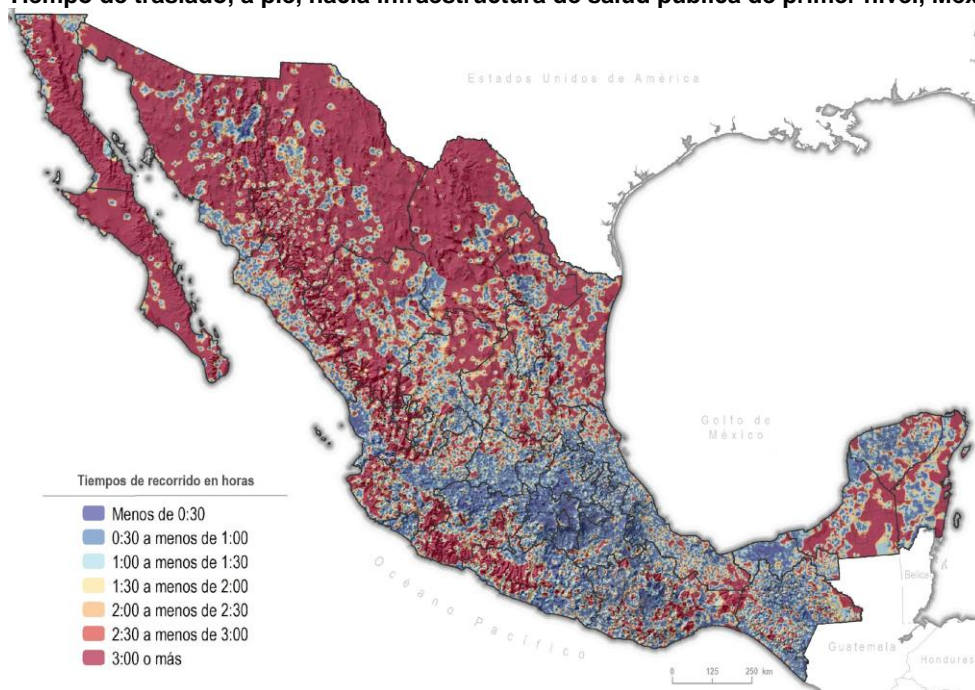 Tiempo de traslado, a pie, hacia infraestructura de salud pública de primer nivel,
Estados Unidos de América
Golfo de
México
Tiempos de recorrido en horas
Menos de 0:30
0:30 a menos de 1:00
1:00 a menos de 1:30
1:30 a menos de 2:00
2:00 a menos de 2:30
2:30 a menos de 3:00
3:00 o más
Océano Pacífico
Belice
Guatemala
Honduras
0 125 250 km